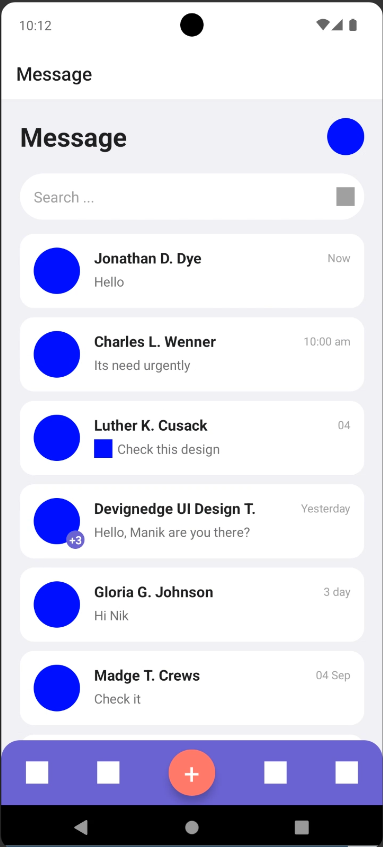 10:12
Message
Message
Search ...
Jonathan D. Dye
Now
Hello
Charles L. Wenner
10:00 am
Its need urgently
Luther K. Cusack
04
Check this design
Devignedge UI Design T.
Yesterday
Hello, Manik are you there?
+3
Gloria G. Johnson
3 day
Hi Nik
Madge T. Crews
04 Sep
Check it
+